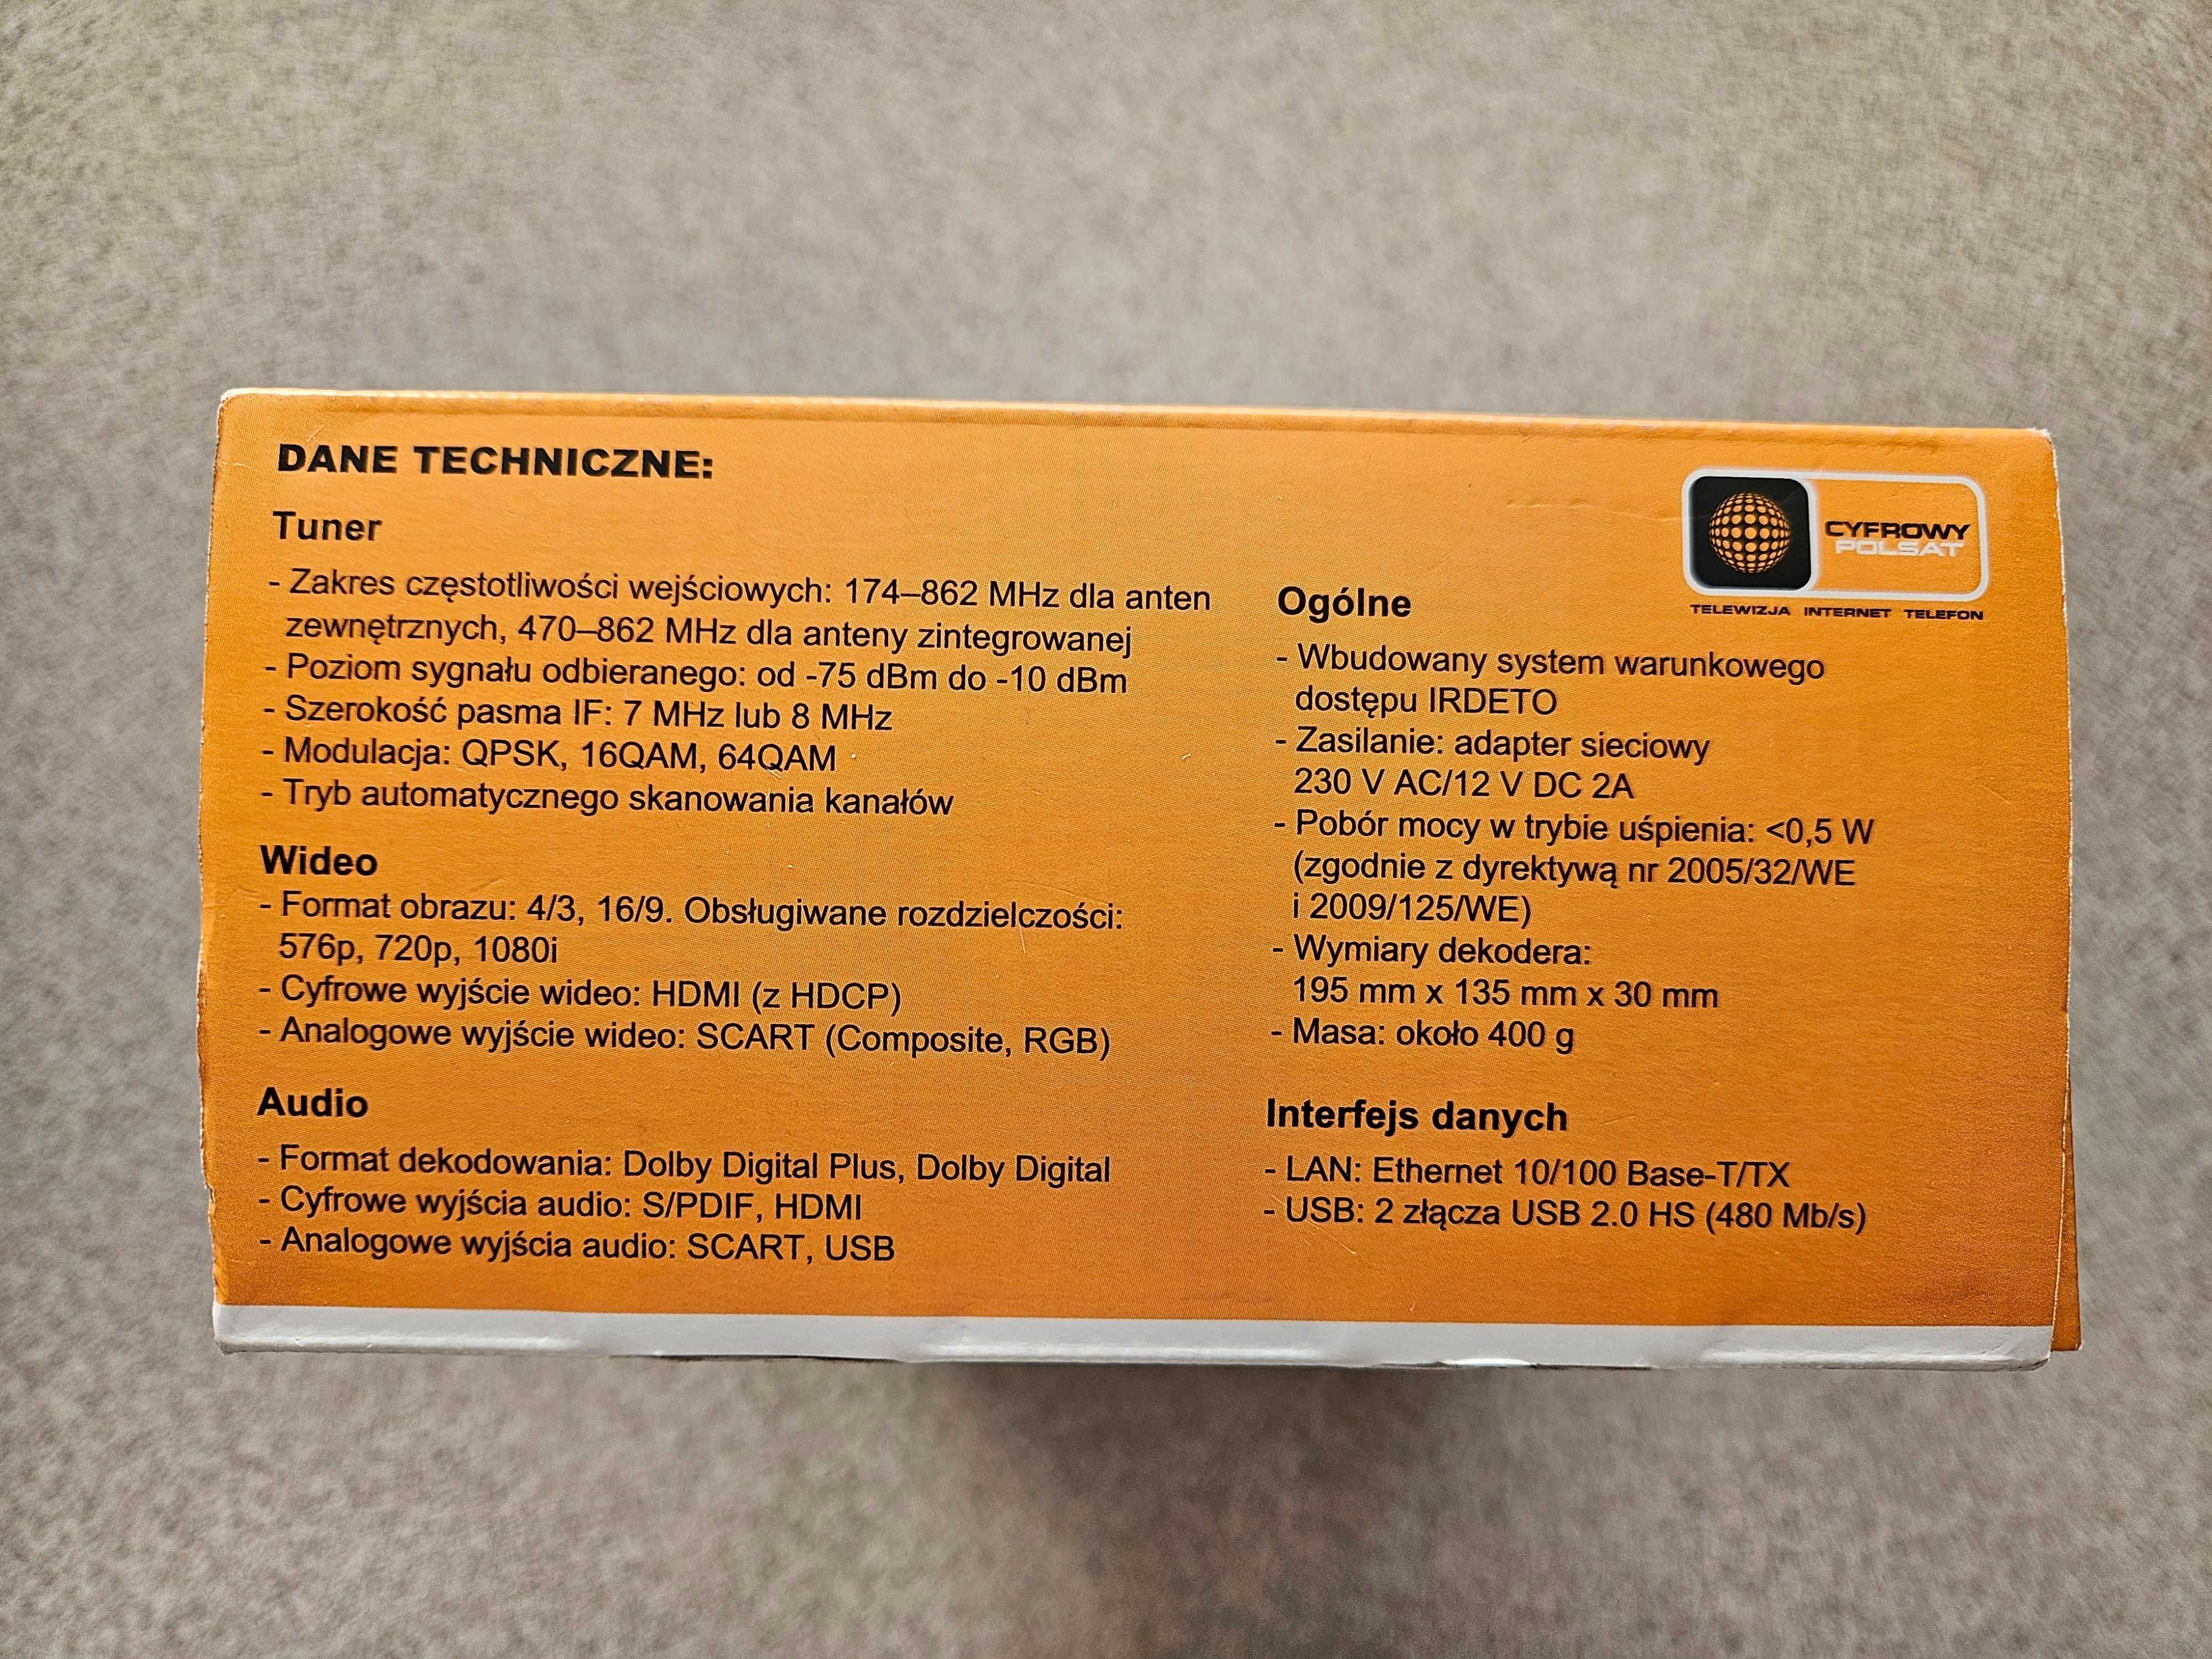 DANE TECHNICZNE:
Tuner
- Zakres częstotliwości wejściowych: 174–862 MHz dla anten
zewnętrznych, 470–862 MHz dla anteny zintegrowanej
- Poziom sygnału odbieranego: od -75 dBm do -10 dBm
- Szerokość pasma IF: 7 MHz lub 8 MHz
- Modulacja: QPSK, 16QAM, 64QAM
- Tryb automatycznego skanowania kanałów
Wideo
- Format obrazu: 4/3, 16/9. Obsługiwane rozdzielczości:
576p, 720p, 1080i
- Cyfrowe wyjście wideo: HDMI (z HDCP)
- Analogowe wyjście wideo: SCART (Composite, RGB)
Audio
- Format dekodowania: Dolby Digital Plus, Dolby Digital
- Cyfrowe wyjścia audio: S/PDIF, HDMI
- Analogowe wyjścia audio: SCART, USB
CYFROWY
POLSAT
TELEWIZJA INTERNET TELEFON
Ogólne
- Wbudowany system warunkowego
dostępu IRDETO
- Zasilanie: adapter sieciowy
230 V AC/12 V DC 2A
- Pobór mocy w trybie uśpienia: <0,5 W
(zgodnie z dyrektywą nr 2005/32/WE
i 2009/125/WE)
- Wymiary dekodera:
195 mm x 135 mm x 30 mm
- Masa: około 400 g
Interfejs danych
- LAN: Ethernet 10/100 Base-T/TX
- USB: 2 złącza USB 2.0 HS (480 Mb/s)